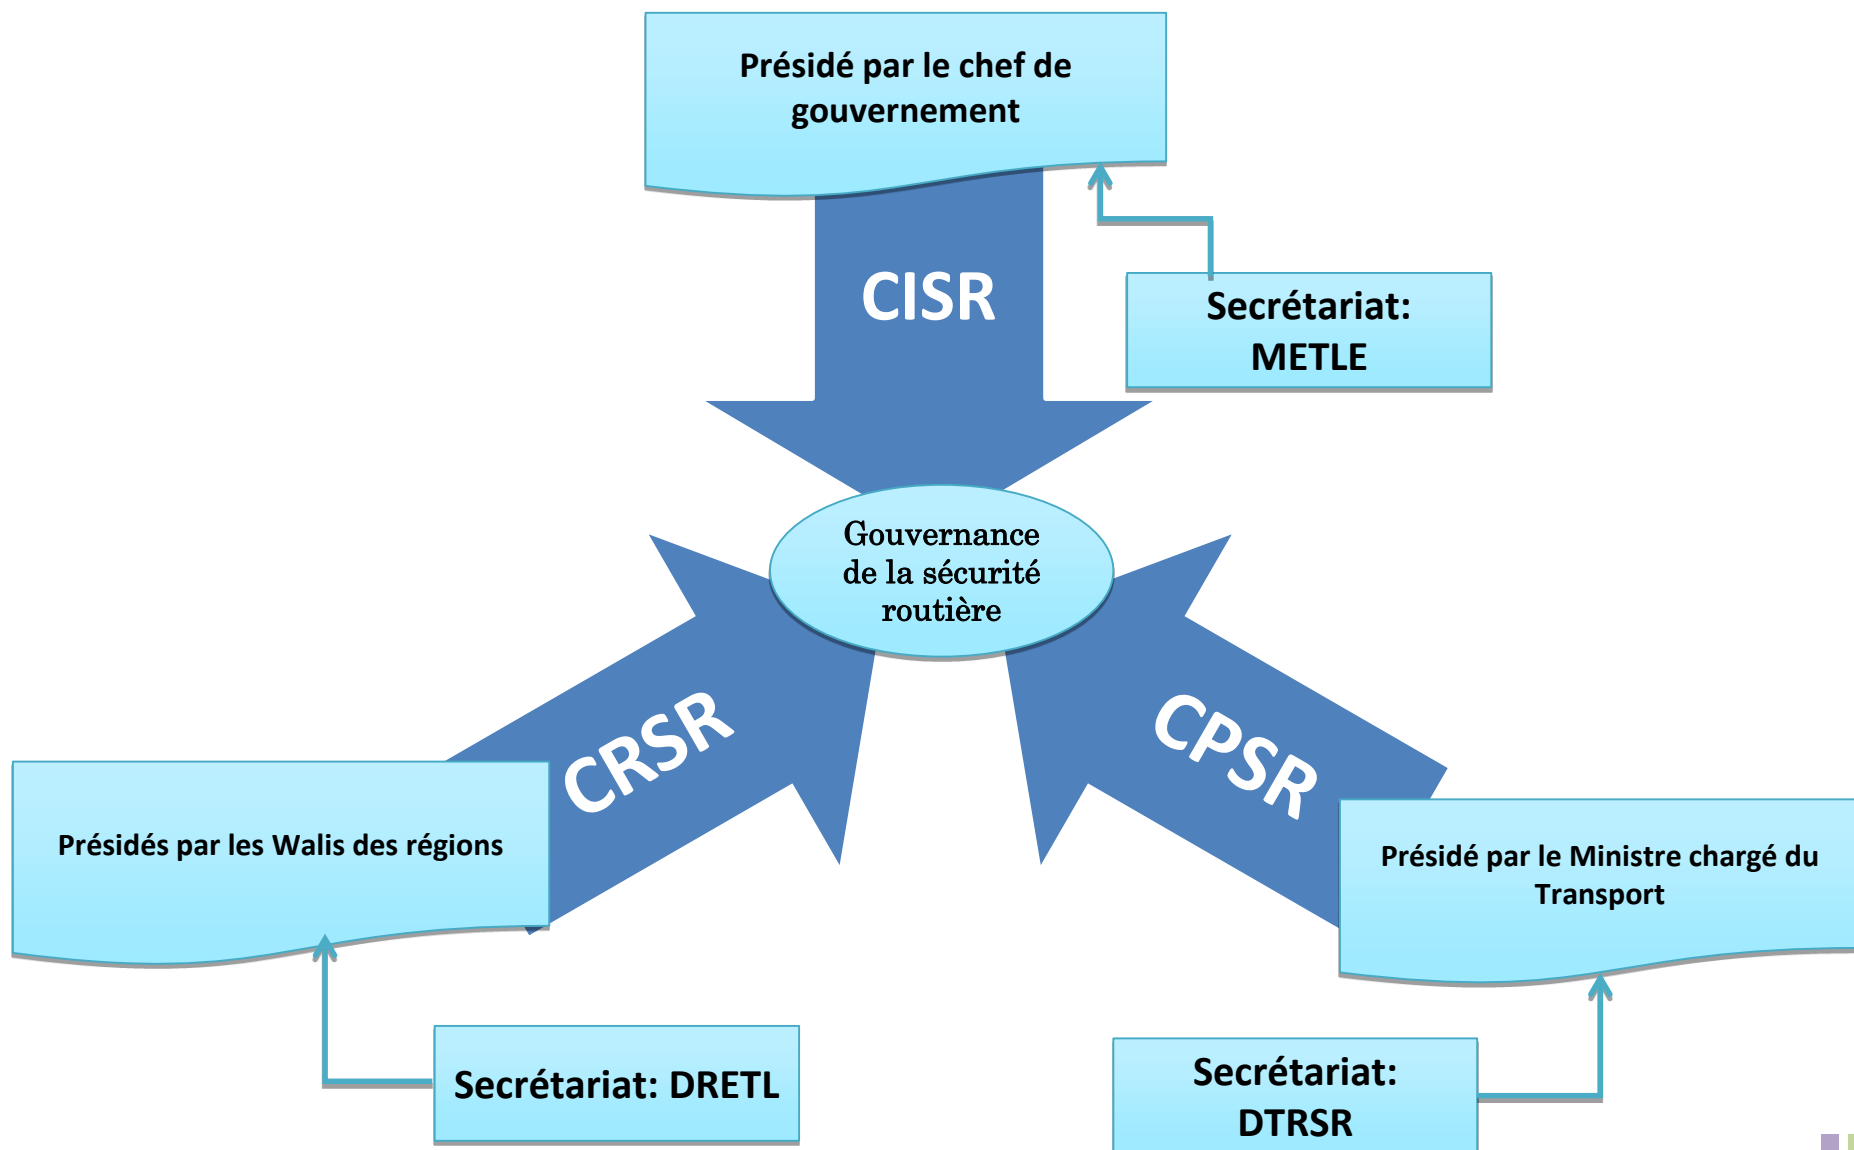 Présidé par le chef de
gouvernement
CISR
Secrétariat:
METLE
Gouvernance
de la sécurité
routière
CRSR
CPSR
Présidés par les Walis des régions
Présidé par le Ministre chargé du
Transport
Secrétariat: DRETL
Secrétariat:
DTRSR